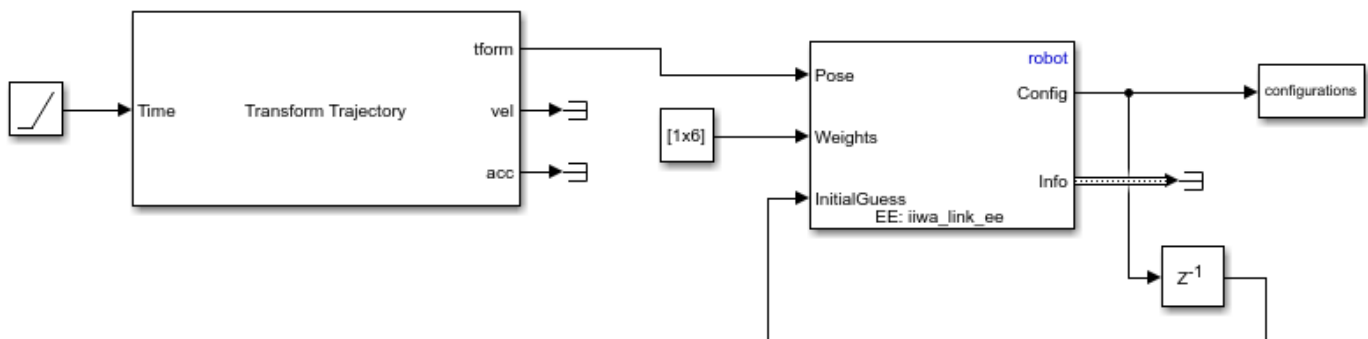 Time
Transform Trajectory
tform
vel
acc
[1x6]
robot
Pose
Weights
InitialGuess
Config
Info
EE: iiwa_link_ee
configurations
Z-1